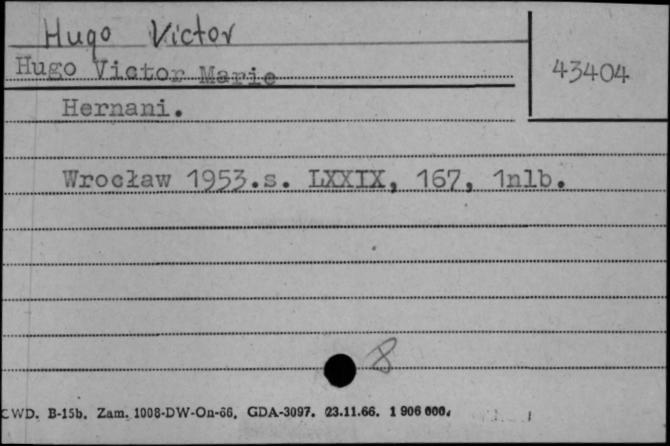 Hugo Victor
Hugo Victor Marie
43404
Hernani.
Wrocław 1953.s. LXXIX, 167, 1nlb.
8
CWD. B-15b. Zam. 1008-DW-On-66. GDA-3097. 23.11.66. 1 906 000.